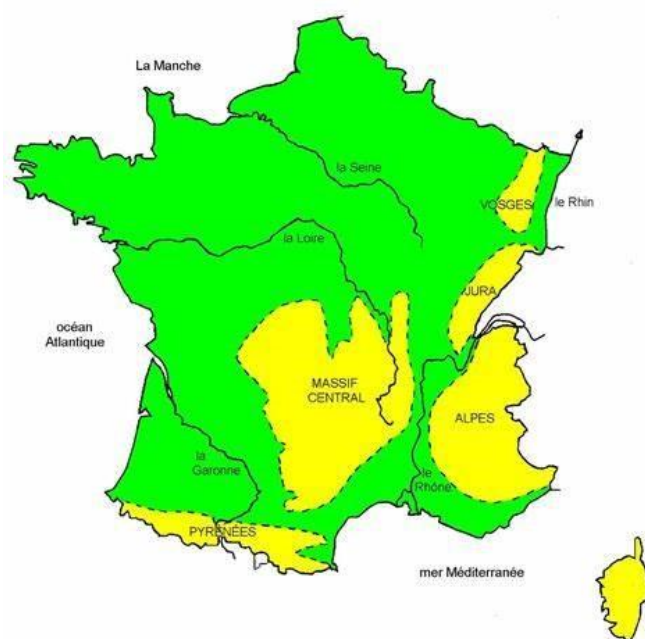 La Manche
la Seine
VOSGES
le Rhin
la Loire
JURA
océan
Atlantique
MASSIF
CENTRAL
ALPES
la
Garonne
le
Rhône
PYRENÉES
mer Méditerranée